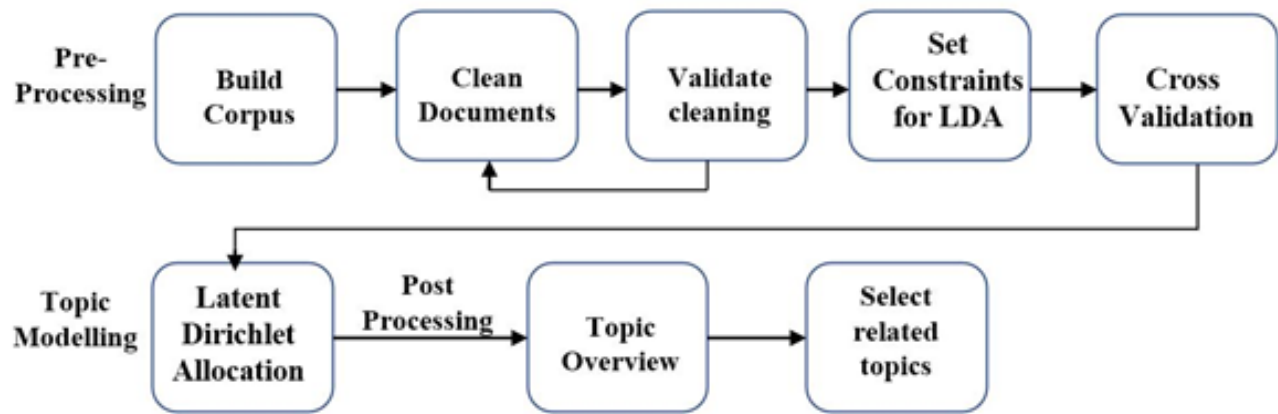 Pre-
Processing
Build
Corpus
Clean
Documents
Validate
cleaning
Set
Constraints
for LDA
Cross
Validation
Topic
Modelling
Latent
Dirichlet
Allocation
Post
Processing
Topic
Overview
Select
related
topics